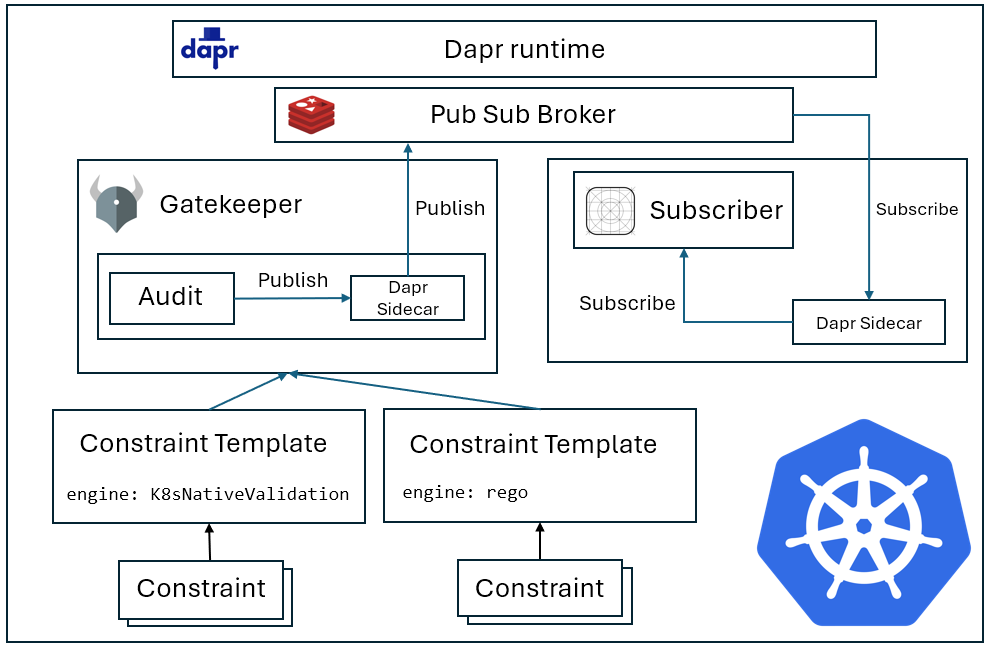 dapr
Dapr runtime
Pub Sub Broker
Gatekeeper
Publish
Audit
Publish
Dapr
Sidecar
Subscriber
Subscribe
Subscribe
Dapr Sidecar
Constraint Template
engine: K8sNativeValidation
Constraint Template
engine: rego
Constraint
Constraint